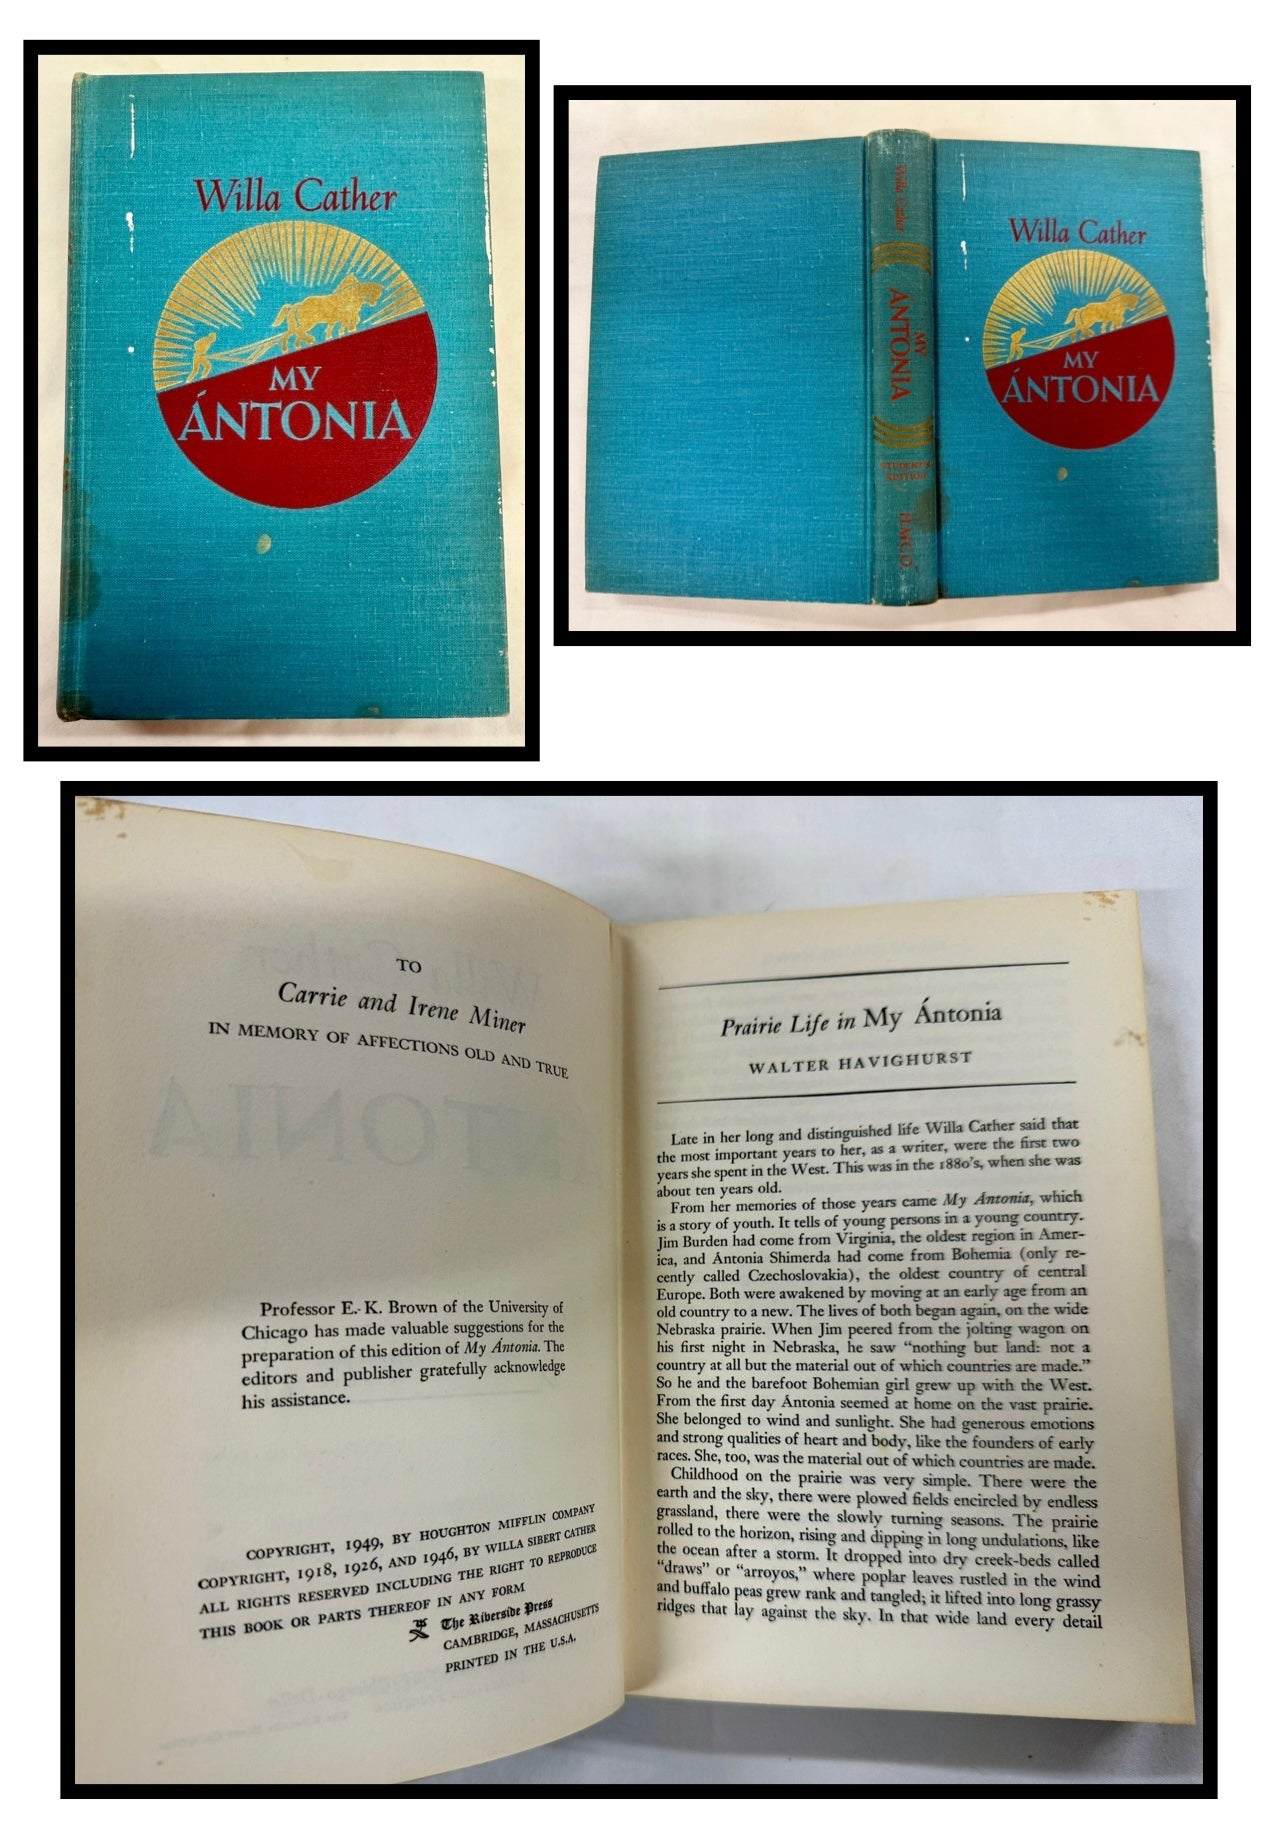 Willa Cather
MY
ÁNTONIA
Willa Cather
MY
ÁNTONIA
STUDENT'S
EDITION
H.M.CO.
Willa Cather
MY
ÁNTONIA
TO
Carrie and Irene Miner
IN MEMORY OF AFFECTIONS OLD AND TRUE
Professor E. K. Brown of the University of
Chicago has made valuable suggestions for the
preparation of this edition of My Ántonia. The
editors and publisher gratefully acknowledge
his assistance.
COPYRIGHT, 1949, BY HOUGHTON MIFFLIN COMPANY
COPYRIGHT, 1918, 1926, AND 1946, BY WILLA SIBERT CATHER
ALL RIGHTS RESERVED INCLUDING THE RIGHT TO REPRODUCE
THIS BOOK OR PARTS THEREOF IN ANY FORM
The Riverside Press
CAMBRIDGE, MASSACHUSETTS
PRINTED IN THE U.S.A.
Prairie Life in My Ántonia
WALTER HAVIGHURST
Late in her long and distinguished life Willa Cather said that
the most important years to her, as a writer, were the first two
years she spent in the West. This was in the 1880's, when she was
about ten years old.
From her memories of those years came My Ántonia, which
is a story of youth. It tells of young persons in a young country.
Jim Burden had come from Virginia, the oldest region in Amer-
ica, and Ántonia Shimerda had come from Bohemia (only re-
cently called Czechoslovakia), the oldest country of central
Europe. Both were awakened by moving at an early age from an
old country to a new. The lives of both began again, on the wide
Nebraska prairie. When Jim peered from the jolting wagon on
his first night in Nebraska, he saw "nothing but land: not a
country at all but the material out of which countries are made."
So he and the barefoot Bohemian girl grew up with the West.
From the first day Ántonia seemed at home on the vast prairie.
She belonged to wind and sunlight. She had generous emotions
and strong qualities of heart and body, like the founders of early
races. She, too, was the material out of which countries are made.
Childhood on the prairie was very simple. There were the
earth and the sky, there were plowed fields encircled by endless
grassland, there were the slowly turning seasons. The prairie
rolled to the horizon, rising and dipping in long undulations, like
the ocean after a storm. It dropped into dry creek-beds called
"draws" or "arroyos," where poplar leaves rustled in the wind
and buffalo peas grew rank and tangled; it lifted into long grassy
ridges that lay against the sky. In that wide land every detail